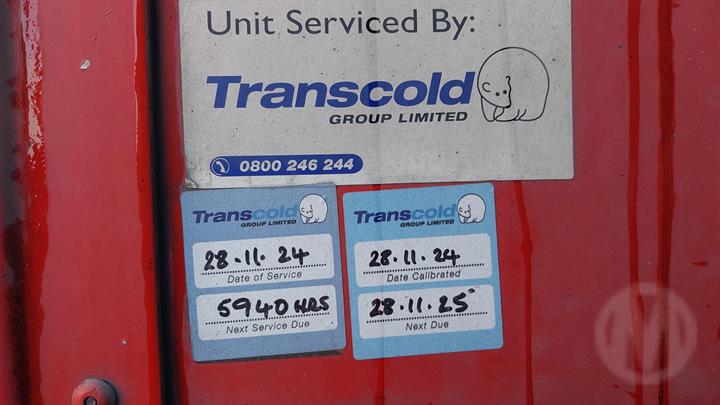 Unit Serviced By:
Transcold
GROUP LIMITED
0800 246 244
Transcold
GROUP LIMITED
28.11.24
Date of Service
5940 HRS
Next Service Due
Transcold
GROUP LIMITED
28.11.24
Date Calibrated
28.11.25
Next Due
M